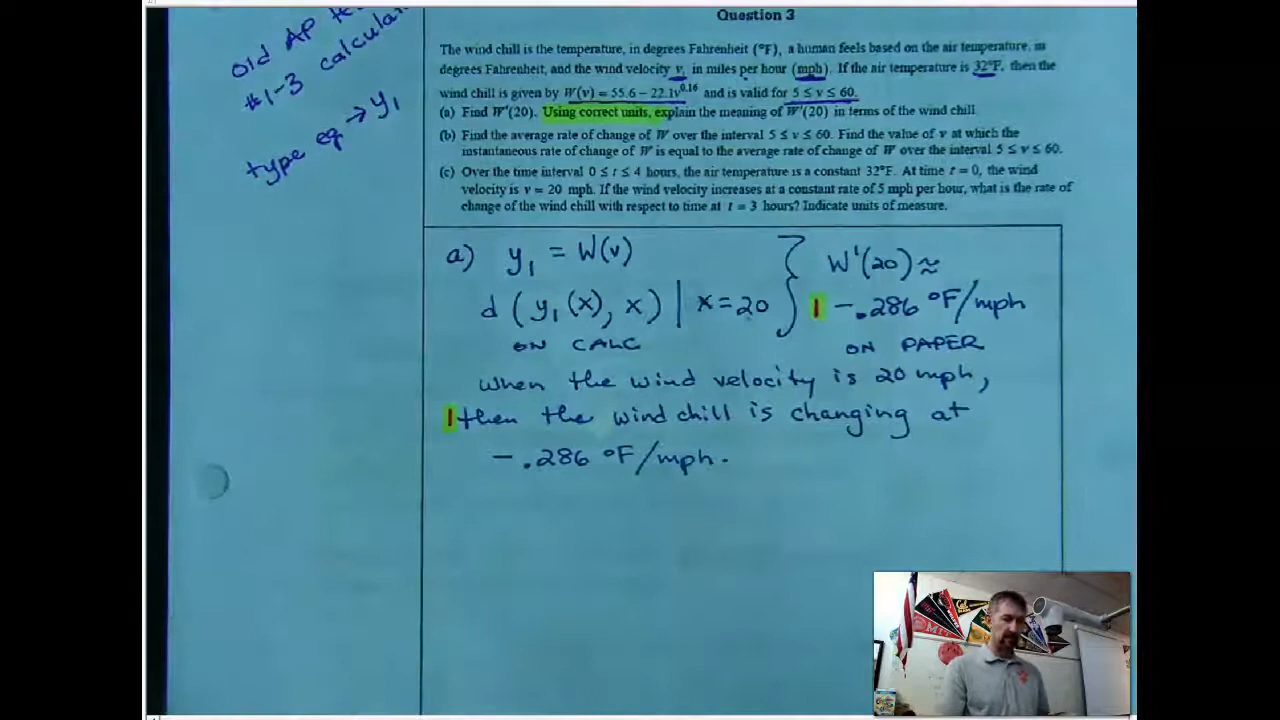 Old AP
#1-3 calculator
type eq → y₁
Question 3
The wind chill is the temperature, in degrees Fahrenheit (°F), a human feels based on the air temperature, in
degrees Fahrenheit, and the wind velocity v, in miles per hour (mph). If the air temperature is 32°F, then the
wind chill is given by W(v) = 55.6 − 22.1v^0.16 and is valid for 5 ≤ v ≤ 60.
(a) Find W'(20). Using correct units, explain the meaning of W'(20) in terms of the wind chill.
(b) Find the average rate of change of W over the interval 5 ≤ v ≤ 60. Find the value of v at which the
instantaneous rate of change of W is equal to the average rate of change of W over the interval 5 ≤ v ≤ 60.
(c) Over the time interval 0 ≤ t ≤ 4 hours, the air temperature is a constant 32°F. At time t = 0, the wind
velocity is v = 20 mph. If the wind velocity increases at a constant rate of 5 mph per hour, what is the rate of
change of the wind chill with respect to time at t = 3 hours? Indicate units of measure.
a) y₁ = W(v)
d (y₁(x), x) | x=20
ON CALC
W'(20) ≈
1 -.286 °F/mph
ON PAPER
When the wind velocity is 20 mph,
1 then the wind chill is changing at
-.286 °F/mph.